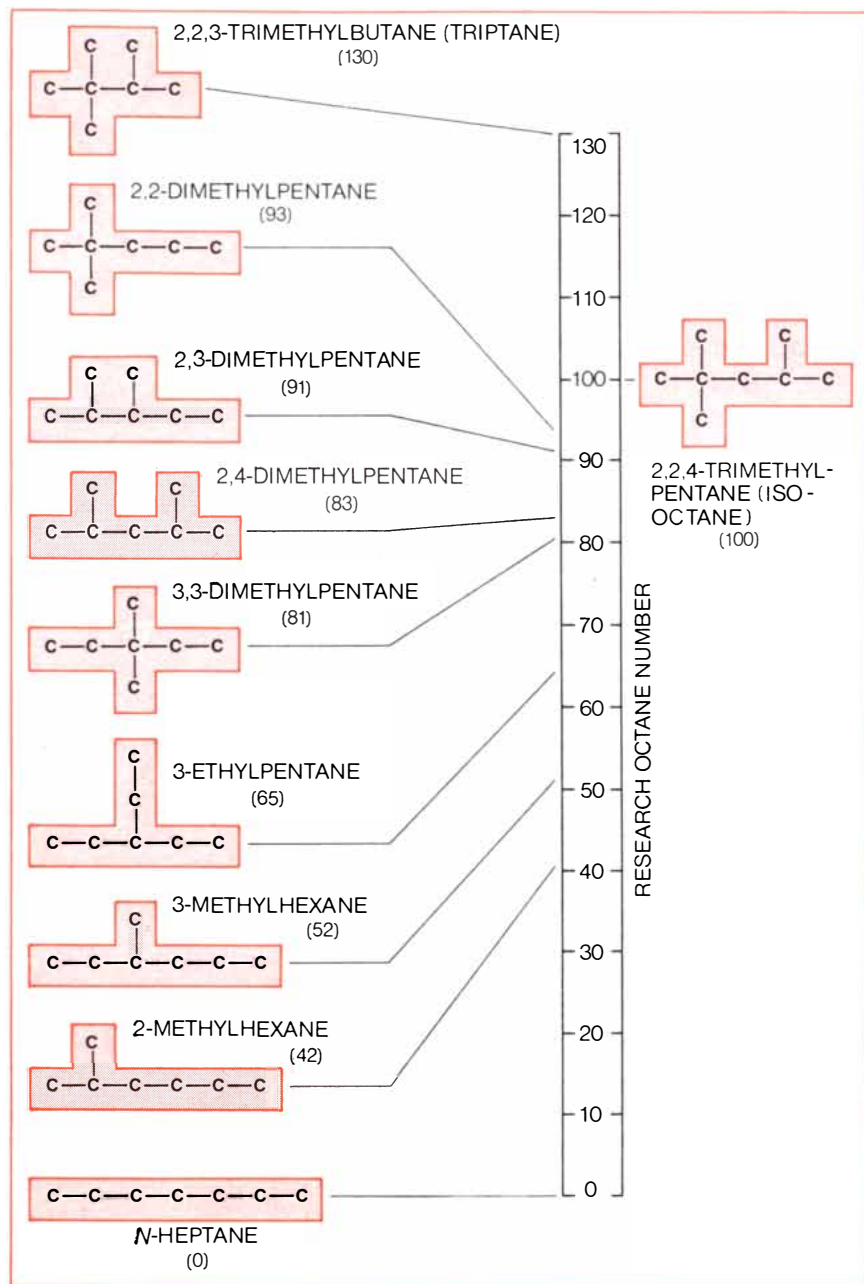 2,2,3-TRIMETHYLBUTANE (TRIPTANE)
(130)
C C
C—C—C—C
C
2,2-DIMETHYLPENTANE
(93)
C
C—C—C—C—C
C
2,3-DIMETHYLPENTANE
(91)
C C
C—C—C—C—C
2,4-DIMETHYLPENTANE
(83)
C C
C—C—C—C—C
3,3-DIMETHYLPENTANE
(81)
C
C—C—C—C—C
C
3-ETHYLPENTANE
(65)
C
C
C—C—C—C—C
3-METHYLHEXANE
(52)
C
C—C—C—C—C—C
2-METHYLHEXANE
(42)
C
C—C—C—C—C—C
C—C—C—C—C—C—C
N-HEPTANE
(0)
130
120
110
100
90
80
70
60
50
40
30
20
10
0
RESEARCH OCTANE NUMBER
C C
C—C—C—C—C
C
2,2,4-TRIMETHYL-
PENTANE (ISO-
OCTANE)
(100)